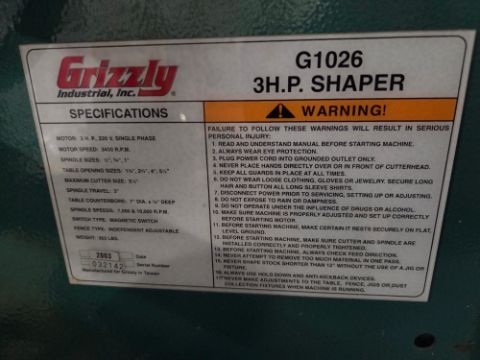 Grizzly
Industrial, Inc. ®
G1026
3H.P. SHAPER
SPECIFICATIONS
MOTOR: 3 H. P., 220 V, SINGLE PHASE
MOTOR SPEED: 3450 R.P.M.
SPINDLE SIZES: ½", ¾", 1"
TABLE OPENING SIZES:
MAXIMUM CUTTER SIZE:
SPINDLE TRAVEL: 3"
TABLE COUNTERBORE: 7" DIA. x DEEP
SPINDLE SPEEDS: 7,000 & 10,000 R.P.M.
SWITCH TYPE: MAGNETIC SWITCH
FENCE TYPE: INDEPENDENT ADJUSTABLE
WEIGHT: LBS.
2003 Date
032142 Serial Number
Manufactured for Grizzly in Taiwan
WARNING!
FAILURE TO FOLLOW THESE WARNINGS WILL RESULT IN SERIOUS
PERSONAL INJURY:
1. READ AND UNDERSTAND MANUAL BEFORE STARTING MACHINE.
2. ALWAYS WEAR EYE PROTECTION.
3. PLUG POWER CORD INTO GROUNDED OUTLET ONLY.
4. NEVER PLACE HANDS DIRECTLY OVER OR IN FRONT OF CUTTERHEAD.
5. KEEP ALL GUARDS IN PLACE AT ALL TIMES.
6. DO NOT WEAR LOOSE CLOTHING, GLOVES OR JEWELRY. SECURE LONG
HAIR AND BUTTON ALL LONG SLEEVE SHIRTS.
7. DISCONNECT POWER PRIOR TO SERVICING, SETTING UP OR ADJUSTING.
8. DO NOT EXPOSE TO RAIN OR DAMPNESS.
9. DO NOT OPERATE UNDER THE INFLUENCE OF DRUGS OR ALCOHOL.
10. MAKE SURE MACHINE IS PROPERLY ADJUSTED AND SET UP CORRECTLY
BEFORE STARTING MOTOR.
11. BEFORE STARTING MACHINE, MAKE CERTAIN IT RESTS SECURELY ON FLAT,
LEVEL GROUND.
12. BEFORE STARTING MACHINE, MAKE SURE CUTTER AND SPINDLE ARE
INSTALLED CORRECTLY AND PROPERLY TIGHTENED.
13. BEFORE STARTING MACHINE, ALWAYS CHECK FEED DIRECTION.
14. NEVER ATTEMPT TO REMOVE TOO MUCH MATERIAL IN ONE PASS.
15. NEVER SHAPE STOCK SHORTER THAN 12" WITHOUT THE USE OF A JIG OR
FIXTURE.
16. ALWAYS USE HOLD DOWN AND ANTI-KICKBACK DEVICES.
17. NEVER MAKE ADJUSTMENTS TO THE TABLE, FENCE, JIGS OR DUST
COLLECTION FIXTURES WHEN MACHINE IS RUNNING.